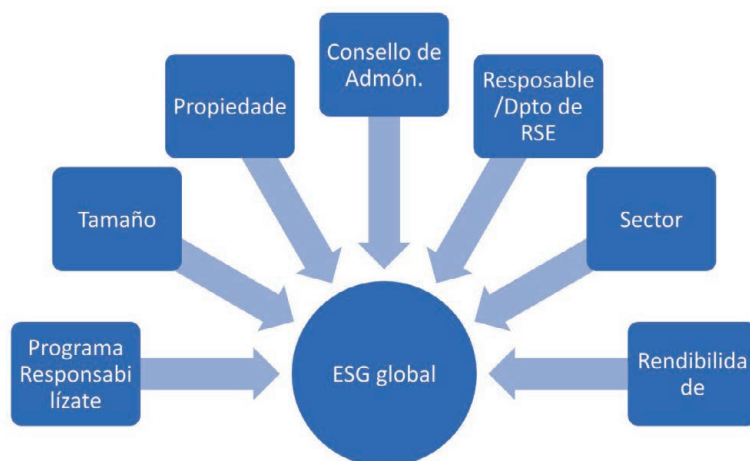 Consello de
Admón.
Propiedade
Resposable
/Dpto de
RSE
Tamaño
Sector
Programa
Responsabi
lízate
ESG global
Rendibilida
de